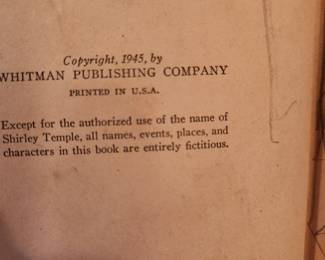 Copyright, 1945, by
WHITMAN PUBLISHING COMPANY
PRINTED IN U.S.A.
Except for the authorized use of the name of
Shirley Temple, all names, events, places, and
characters in this book are entirely fictitious.